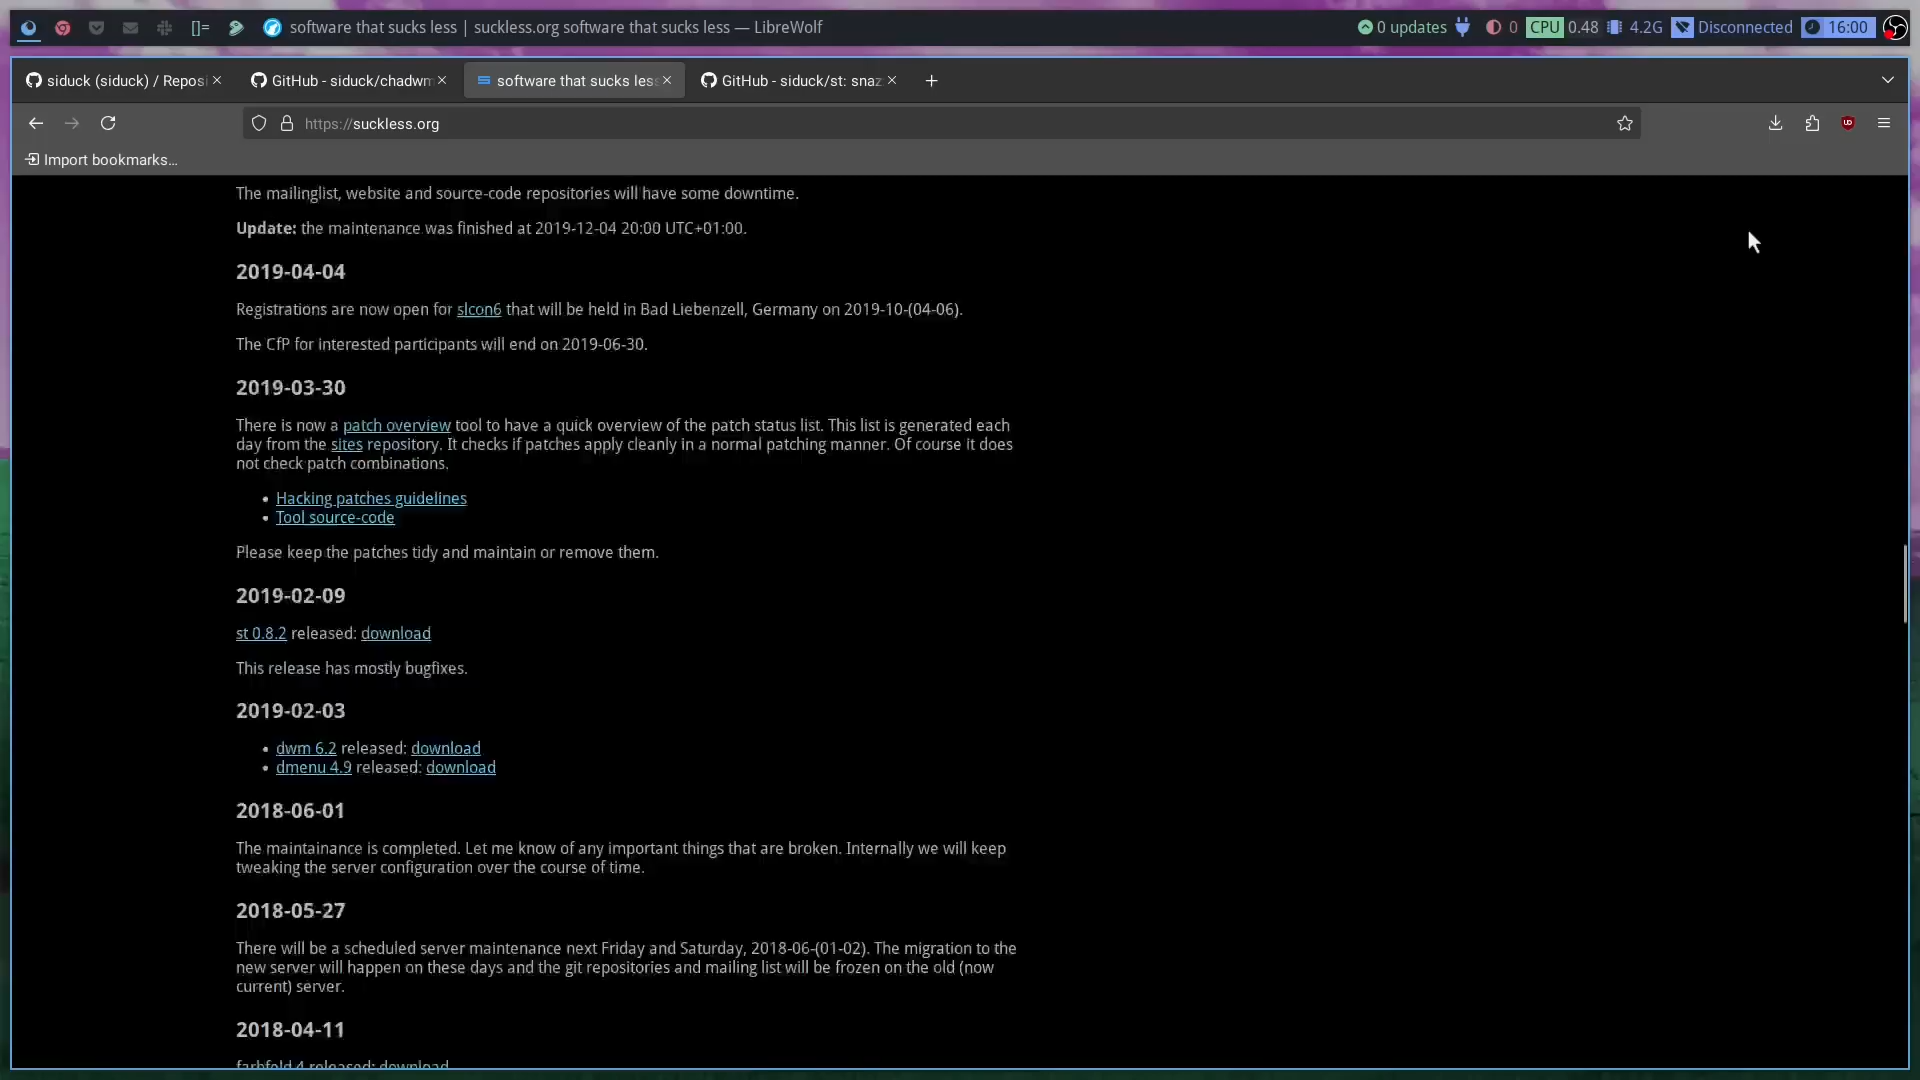 []= software that sucks less | suckless.org software that sucks less — LibreWolf 0 updates 0 CPU 0.48 4.2G Disconnected 16:00
siduck (siduck) / Reposi GitHub - siduck/chadwm software that sucks less GitHub - siduck/st: snaz
https://suckless.org
Import bookmarks...
The mailinglist, website and source-code repositories will have some downtime.
Update: the maintenance was finished at 2019-12-04 20:00 UTC+01:00.
2019-04-04
Registrations are now open for slcon6 that will be held in Bad Liebenzell, Germany on 2019-10-(04-06).
The CfP for interested participants will end on 2019-06-30.
2019-03-30
There is now a patch overview tool to have a quick overview of the patch status list. This list is generated each
day from the sites repository. It checks if patches apply cleanly in a normal patching manner. Of course it does
not check patch combinations.
• Hacking patches guidelines
• Tool source-code
Please keep the patches tidy and maintain or remove them.
2019-02-09
st 0.8.2 released: download
This release has mostly bugfixes.
2019-02-03
• dwm 6.2 released: download
• dmenu 4.9 released: download
2018-06-01
The maintainance is completed. Let me know of any important things that are broken. Internally we will keep
tweaking the server configuration over the course of time.
2018-05-27
There will be a scheduled server maintenance next Friday and Saturday, 2018-06-(01-02). The migration to the
new server will happen on these days and the git repositories and mailing list will be frozen on the old (now
current) server.
2018-04-11
farbfeld 4 released: download